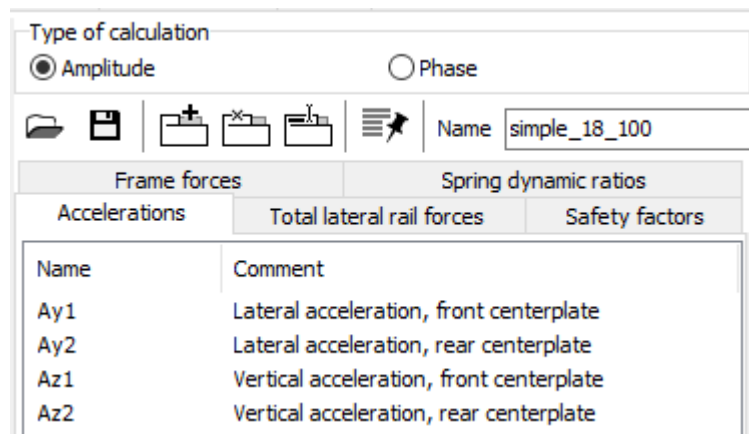 Type of calculation
Amplitude Phase
Name simple_18_100
Frame forces Spring dynamic ratios
Accelerations Total lateral rail forces Safety factors
Name Comment
Ay1 Lateral acceleration, front centerplate
Ay2 Lateral acceleration, rear centerplate
Az1 Vertical acceleration, front centerplate
Az2 Vertical acceleration, rear centerplate